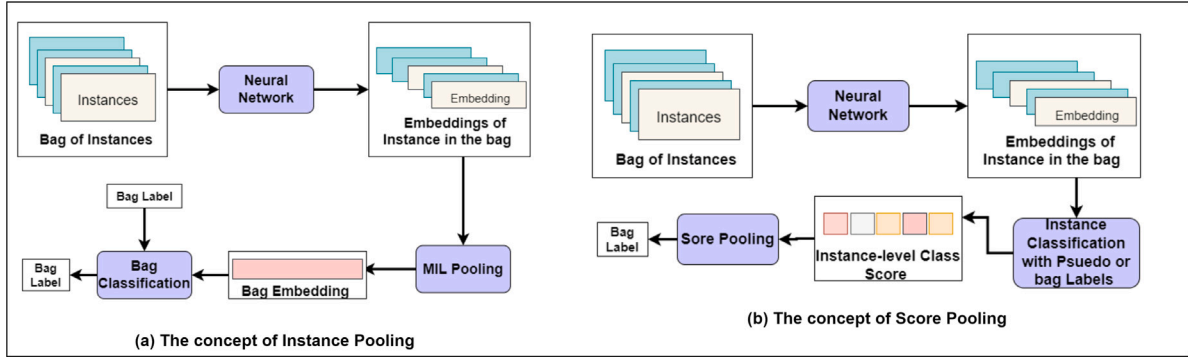 Instances
Bag of Instances
Neural
Network
Embedding
Embeddings of
Instance in the bag
Bag Label
Bag
Label
Bag
Classification
Bag Embedding
MIL Pooling
(a) The concept of Instance Pooling
Instances
Bag of Instances
Neural
Network
Embedding
Embeddings of
Instance in the bag
Bag
Label
Sore Pooling
Instance-level Class
Score
Instance
Classification
with Psuedo or
bag Labels
(b) The concept of Score Pooling